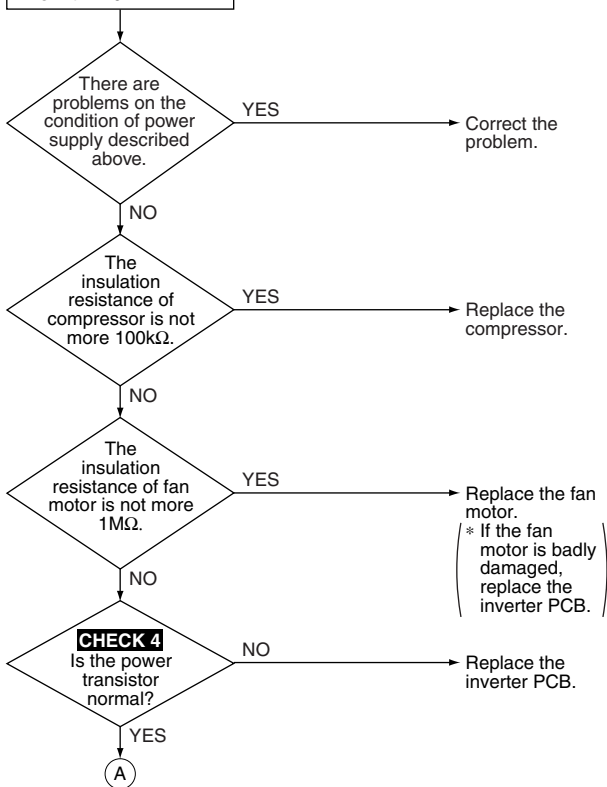 There are
problems on the
condition of power
supply described
above.
YES
Correct the
problem.
NO
The
insulation
resistance of
compressor is not
more 100kΩ.
YES
Replace the
compressor.
NO
The
insulation
resistance of fan
motor is not more
1MΩ.
YES
Replace the fan
motor.
* If the fan
motor is badly
damaged,
replace the
inverter PCB.
NO
CHECK 4
Is the power
transistor
normal?
NO
Replace the
inverter PCB.
YES
A